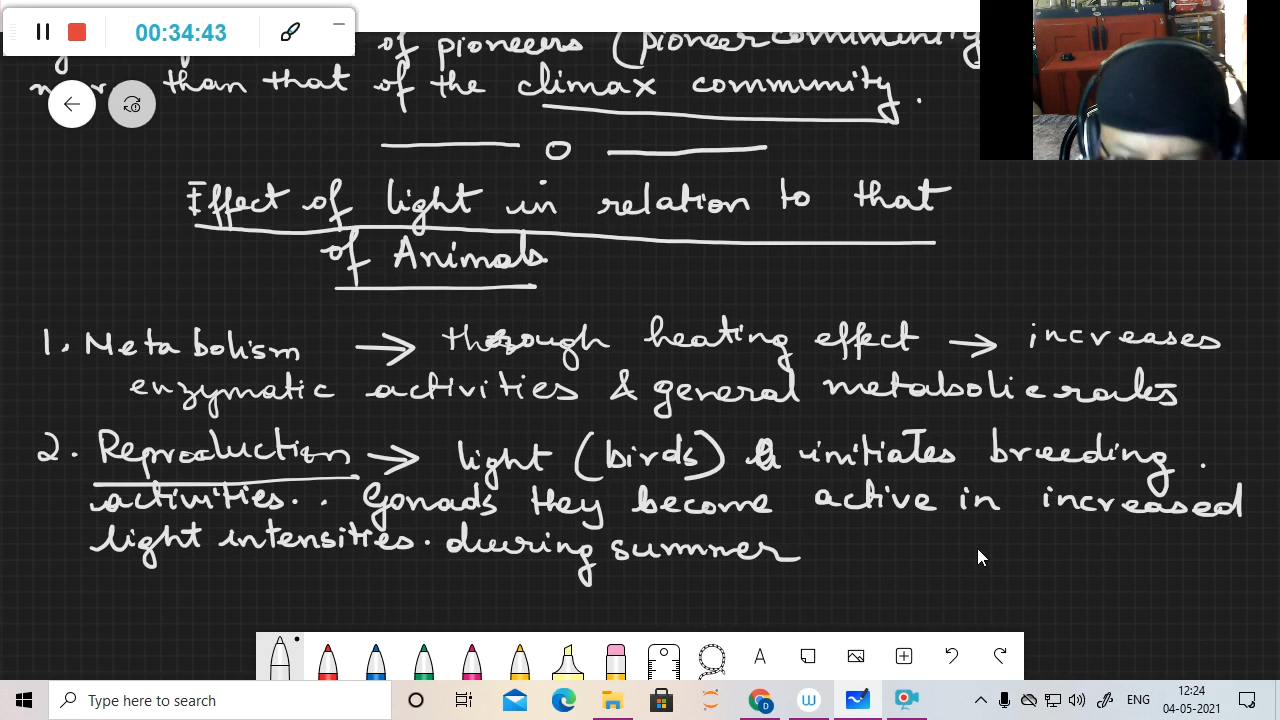 00:34:43
of pioneers (pioneer community
than that of the climax community.
Effect of light in relation to that
of Animals
1. Metabolism → through heating effect → increases
enzymatic activities & general metabolic rates
2. Reproduction → light (birds) initiates breeding.
activities.. Gonads they become active in increased
light intensities. during summer
A
Type here to search
ENG
12:24
04-05-2021